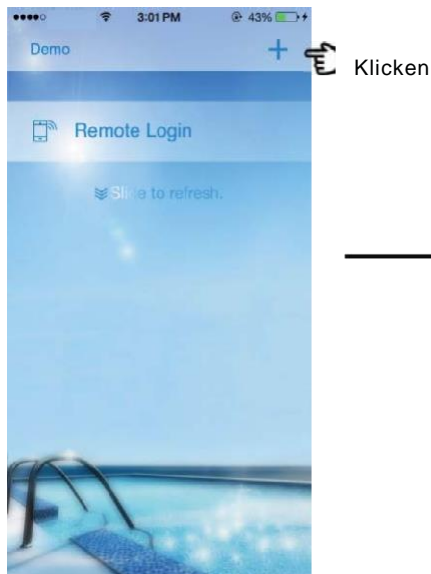 3:01 PM 43%
Demo +
Klicken
Remote Login
Slide to refresh.